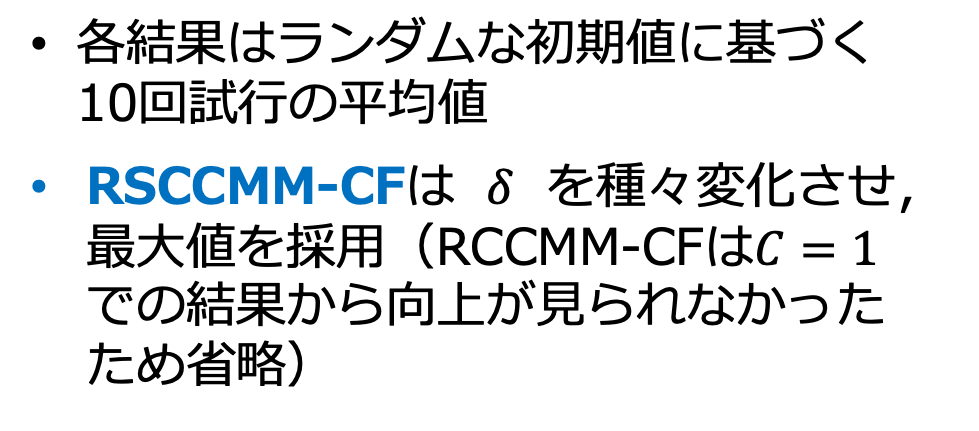 • 各結果はランダムな初期値に基づく
10回試行の平均値
• RSCCMM-CFは 𝛿 を種々変化させ,
最大値を採用（RCCMM-CFは𝐶 = 1
での結果から向上が見られなかった
ため省略）